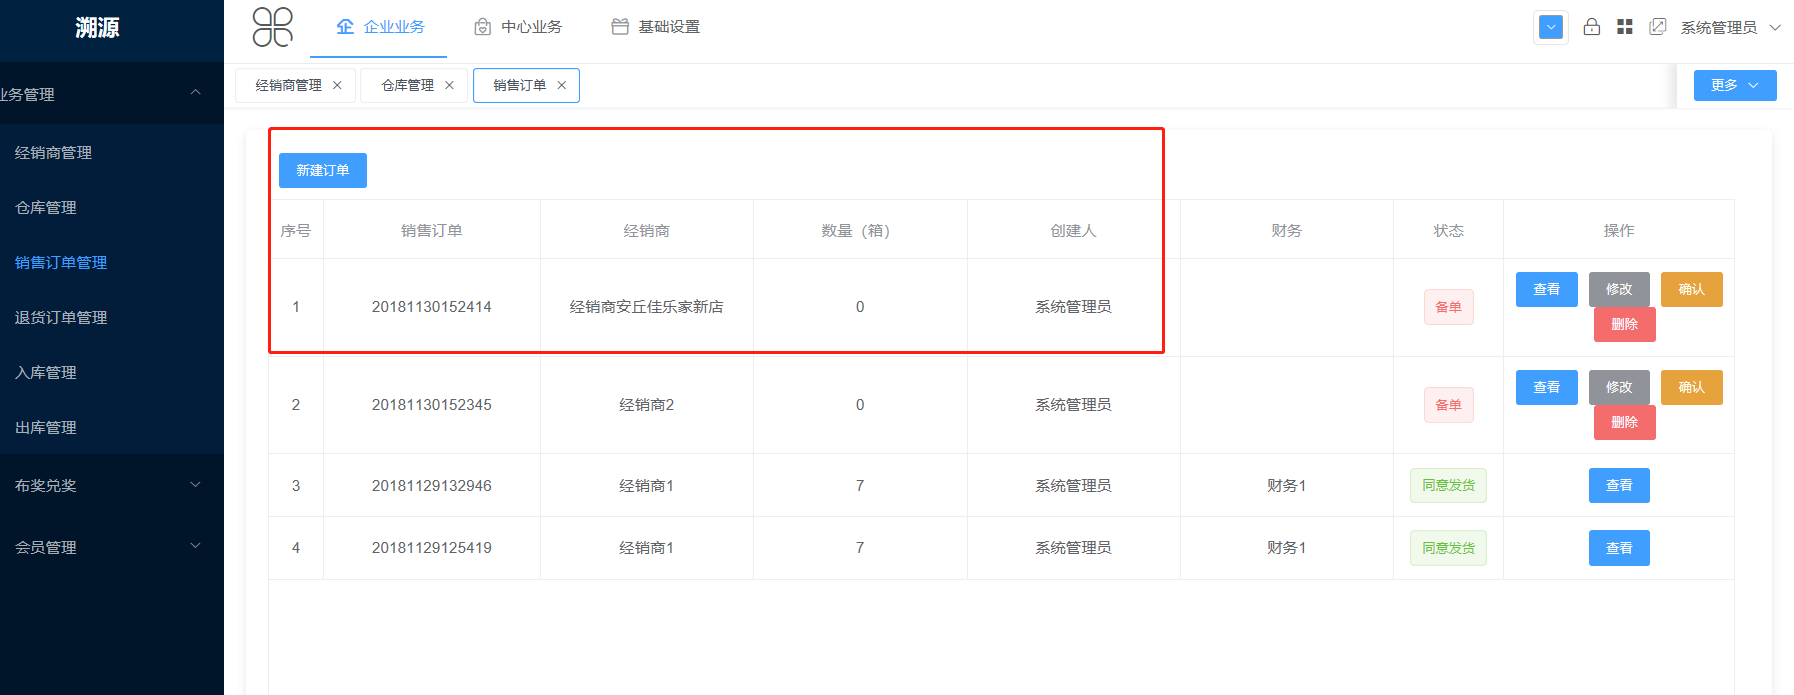 溯源
企业业务 中心业务 基础设置 系统管理员
经销商管理 仓库管理 销售订单 更多
业务管理
经销商管理
仓库管理
销售订单管理
退货订单管理
入库管理
出库管理
布奖兑奖
会员管理
新建订单
序号 销售订单 经销商 数量（箱） 创建人 财务 状态 操作
1 20181130152414 经销商安丘佳乐家新店 0 系统管理员 备单 查看 修改 确认
删除
2 20181130152345 经销商2 0 系统管理员 备单 查看 修改 确认
删除
3 20181129132946 经销商1 7 系统管理员 财务1 同意发货 查看
4 20181129125419 经销商1 7 系统管理员 财务1 同意发货 查看